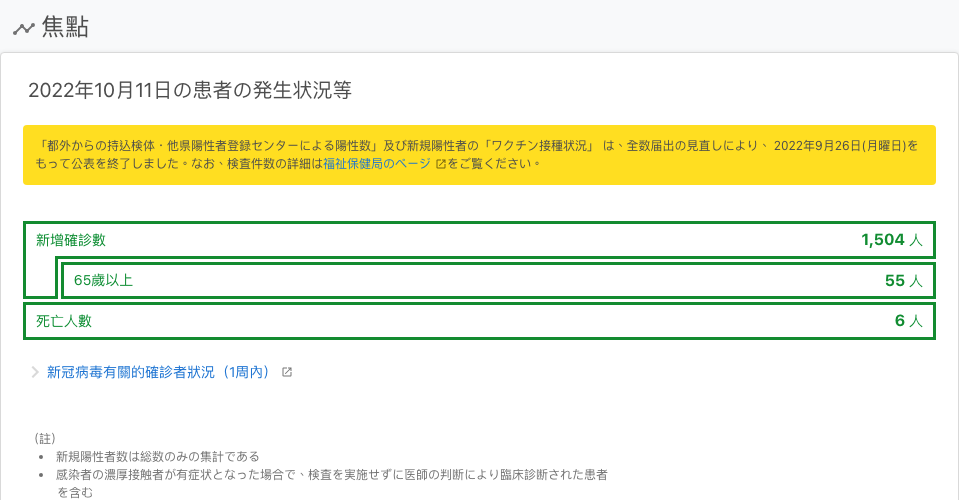 焦點
2022年10月11日の患者の発生状況等
「都外からの持込検体・他県陽性者登録センターによる陽性数」及び新規陽性者の「ワクチン接種状況」 は、全数届出の見直しにより、 2022年9月26日(月曜日)を
もって公表を終了しました。なお、検査件数の詳細は福祉保健局のページ をご覧ください。
新增確診數 1,504 人
65歲以上 55 人
死亡人數 6 人
新冠病毒有關的確診者狀況（1周內）
（註）
• 新規陽性者数は総数のみの集計である
• 感染者の濃厚接触者が有症状となった場合で、検査を実施せずに医師の判断により臨床診断された患者
を含む